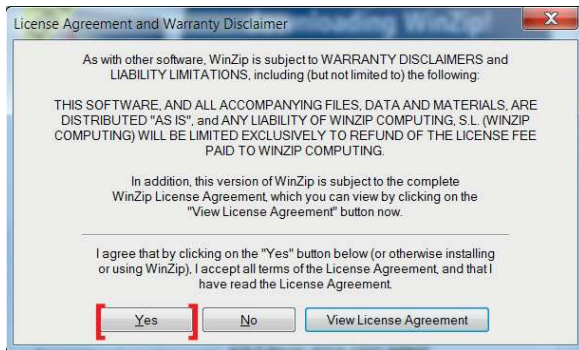 License Agreement and Warranty Disclaimer
As with other software, WinZip is subject to WARRANTY DISCLAIMERS and
LIABILITY LIMITATIONS, including (but not limited to) the following:
THIS SOFTWARE, AND ALL ACCOMPANYING FILES, DATA AND MATERIALS, ARE
DISTRIBUTED "AS IS", and ANY LIABILITY OF WINZIP COMPUTING, S.L. (WINZIP
COMPUTING) WILL BE LIMITED EXCLUSIVELY TO REFUND OF THE LICENSE FEE
PAID TO WINZIP COMPUTING.
In addition, this version of WinZip is subject to the complete
WinZip License Agreement, which you can view by clicking on the
"View License Agreement" button now.
I agree that by clicking on the "Yes" button below (or otherwise installing
or using WinZip), I accept all terms of the License Agreement, and that I
have read the License Agreement.
Yes No View License Agreement